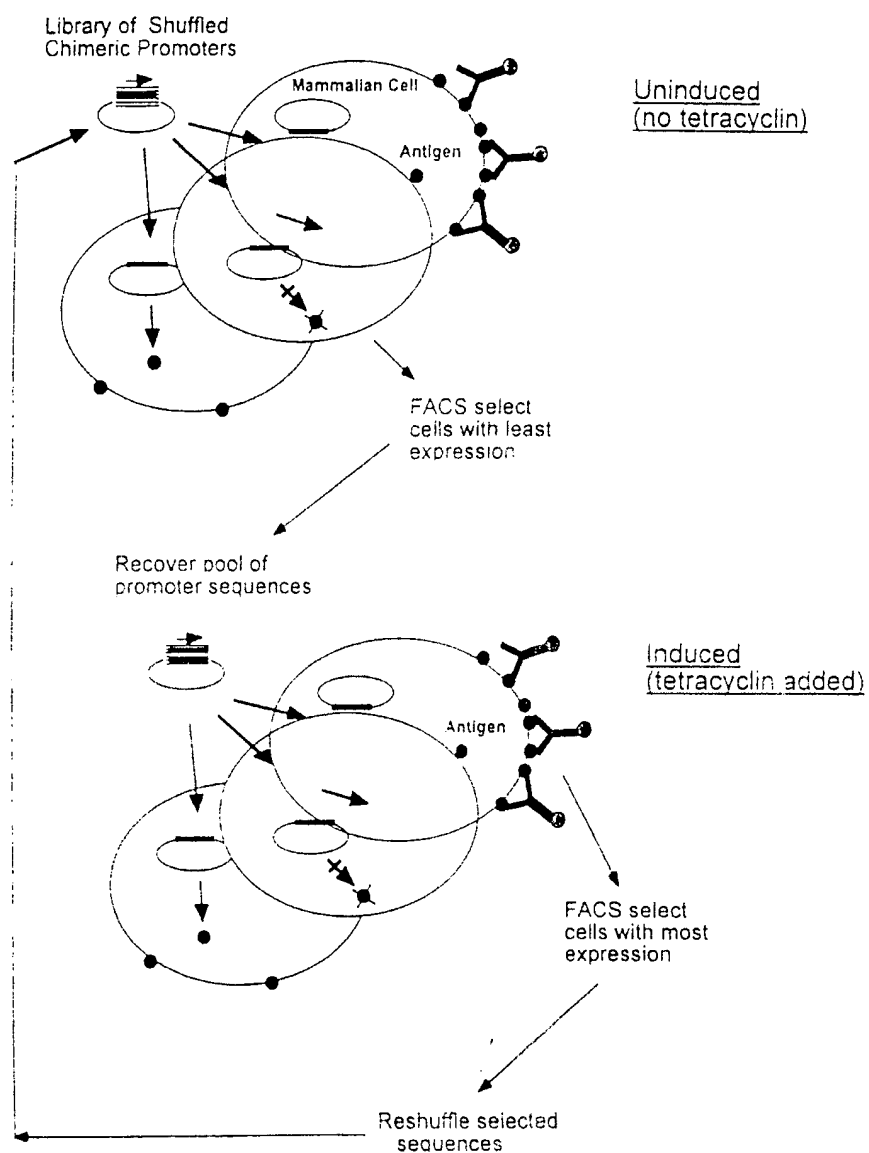 Library of Shuffled
Chimeric Promoters
Mammalian Cell
Uninduced
(no tetracyclin)
Antigen
FACS select
cells with least
expression
Recover pool of
promoter sequences
Induced
(tetracyclin added)
Antigen
FACS select
cells with most
expression
Reshuffle selected
sequences